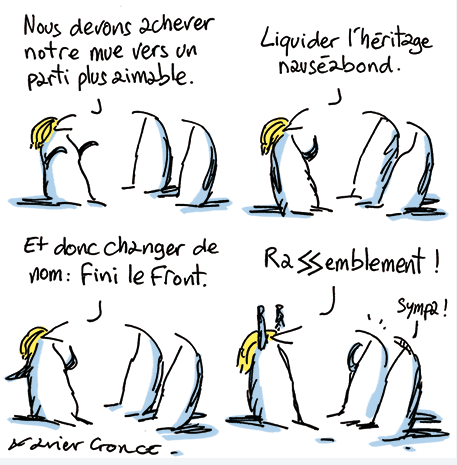 Nous devons achever
notre mue vers un
parti plus aimable.
Liquider l'héritage
nauséabond.
Et donc changer de
nom: Fini le Front.
Rassemblement !
Sympa !
Xavier Gorce